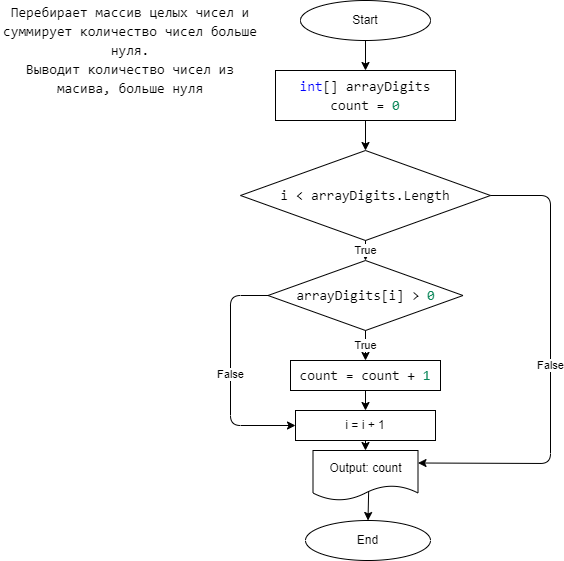 Перебирает массив целых чисел и
суммирует количество чисел больше
нуля.
Выводит количество чисел из
масива, больше нуля
Start
int[] arrayDigits
count = 0
i < arrayDigits.Length
True
arrayDigits[i] > 0
True
False
False
count = count + 1
i = i + 1
Output: count
End